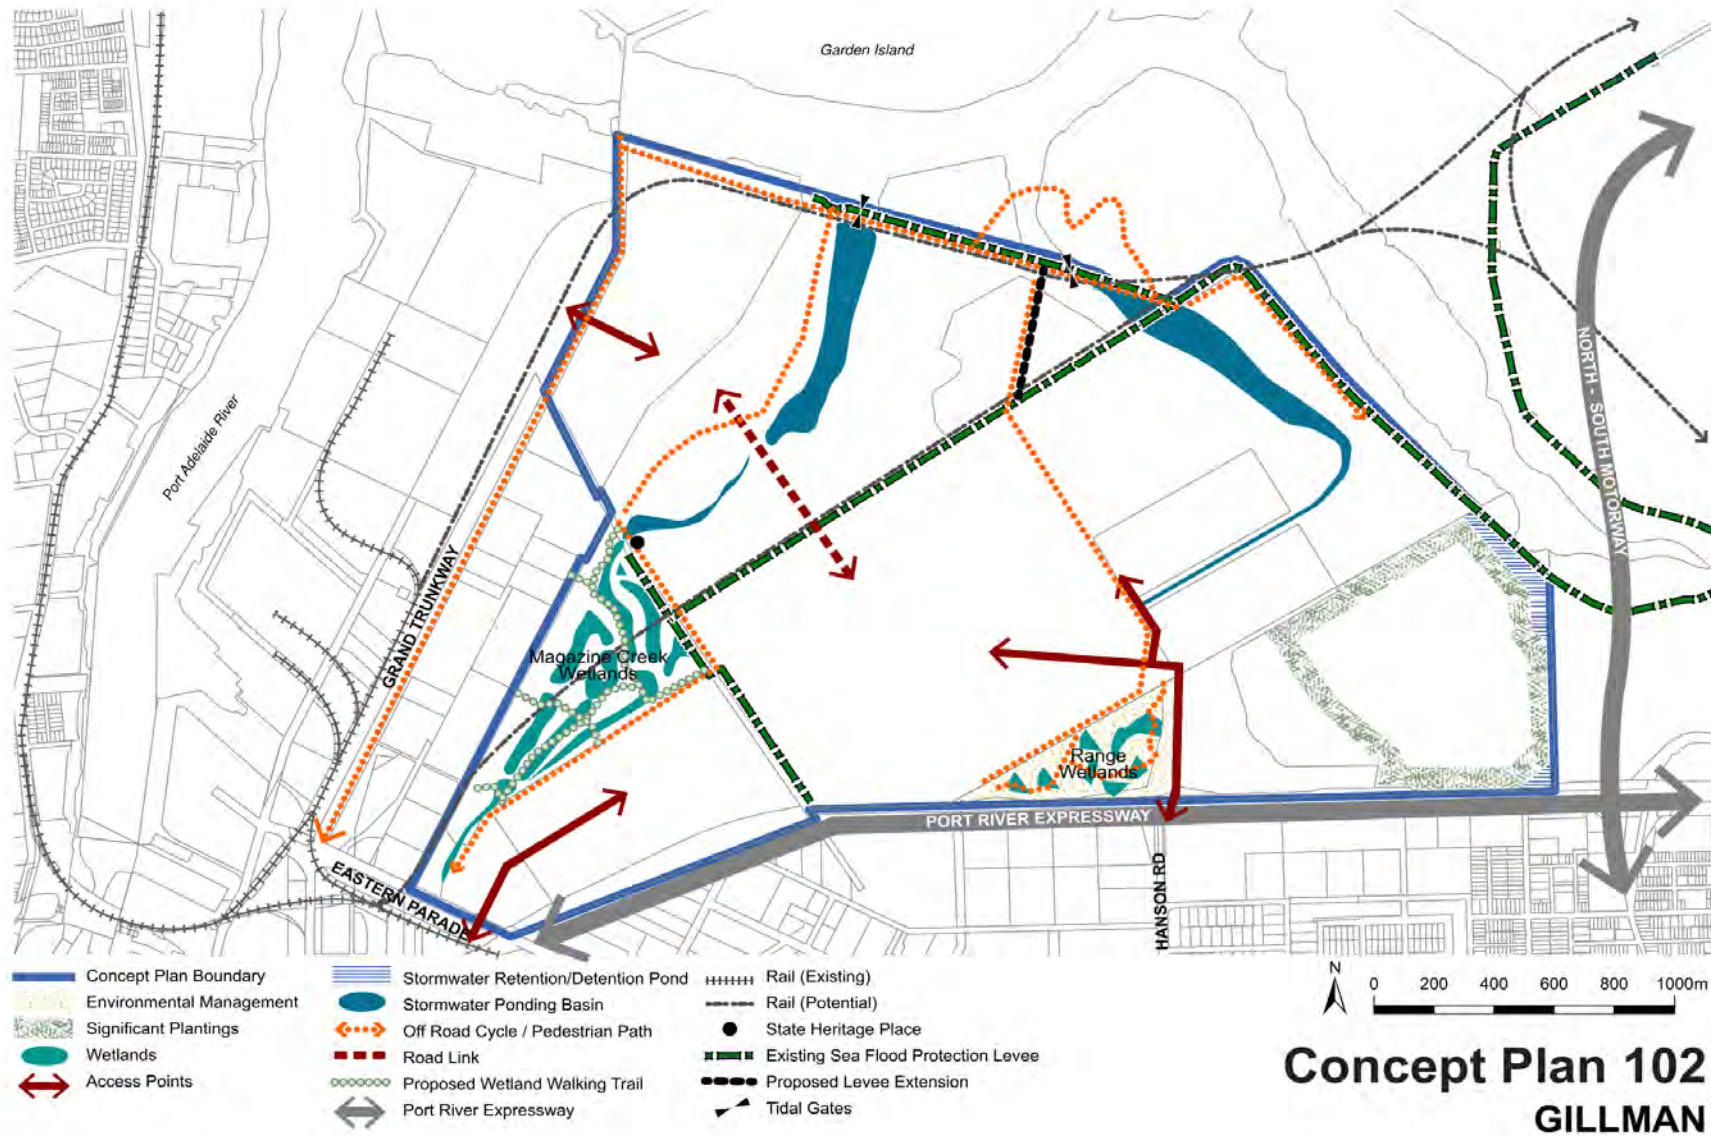 Garden Island
Port Adelaide River
GRAND TRUNKWAY
NORTH - SOUTH MOTORWAY
Magazine Creek
Wetlands
Range
Wetlands
PORT RIVER EXPRESSWAY
EASTERN PARADE
HANSON RD
Concept Plan Boundary
Environmental Management
Significant Plantings
Wetlands
Access Points
Stormwater Retention/Detention Pond
Stormwater Ponding Basin
Off Road Cycle / Pedestrian Path
Road Link
Proposed Wetland Walking Trail
Port River Expressway
Rail (Existing)
Rail (Potential)
State Heritage Place
Existing Sea Flood Protection Levee
Proposed Levee Extension
Tidal Gates
N
0 200 400 600 800 1000m
Concept Plan 102
GILLMAN